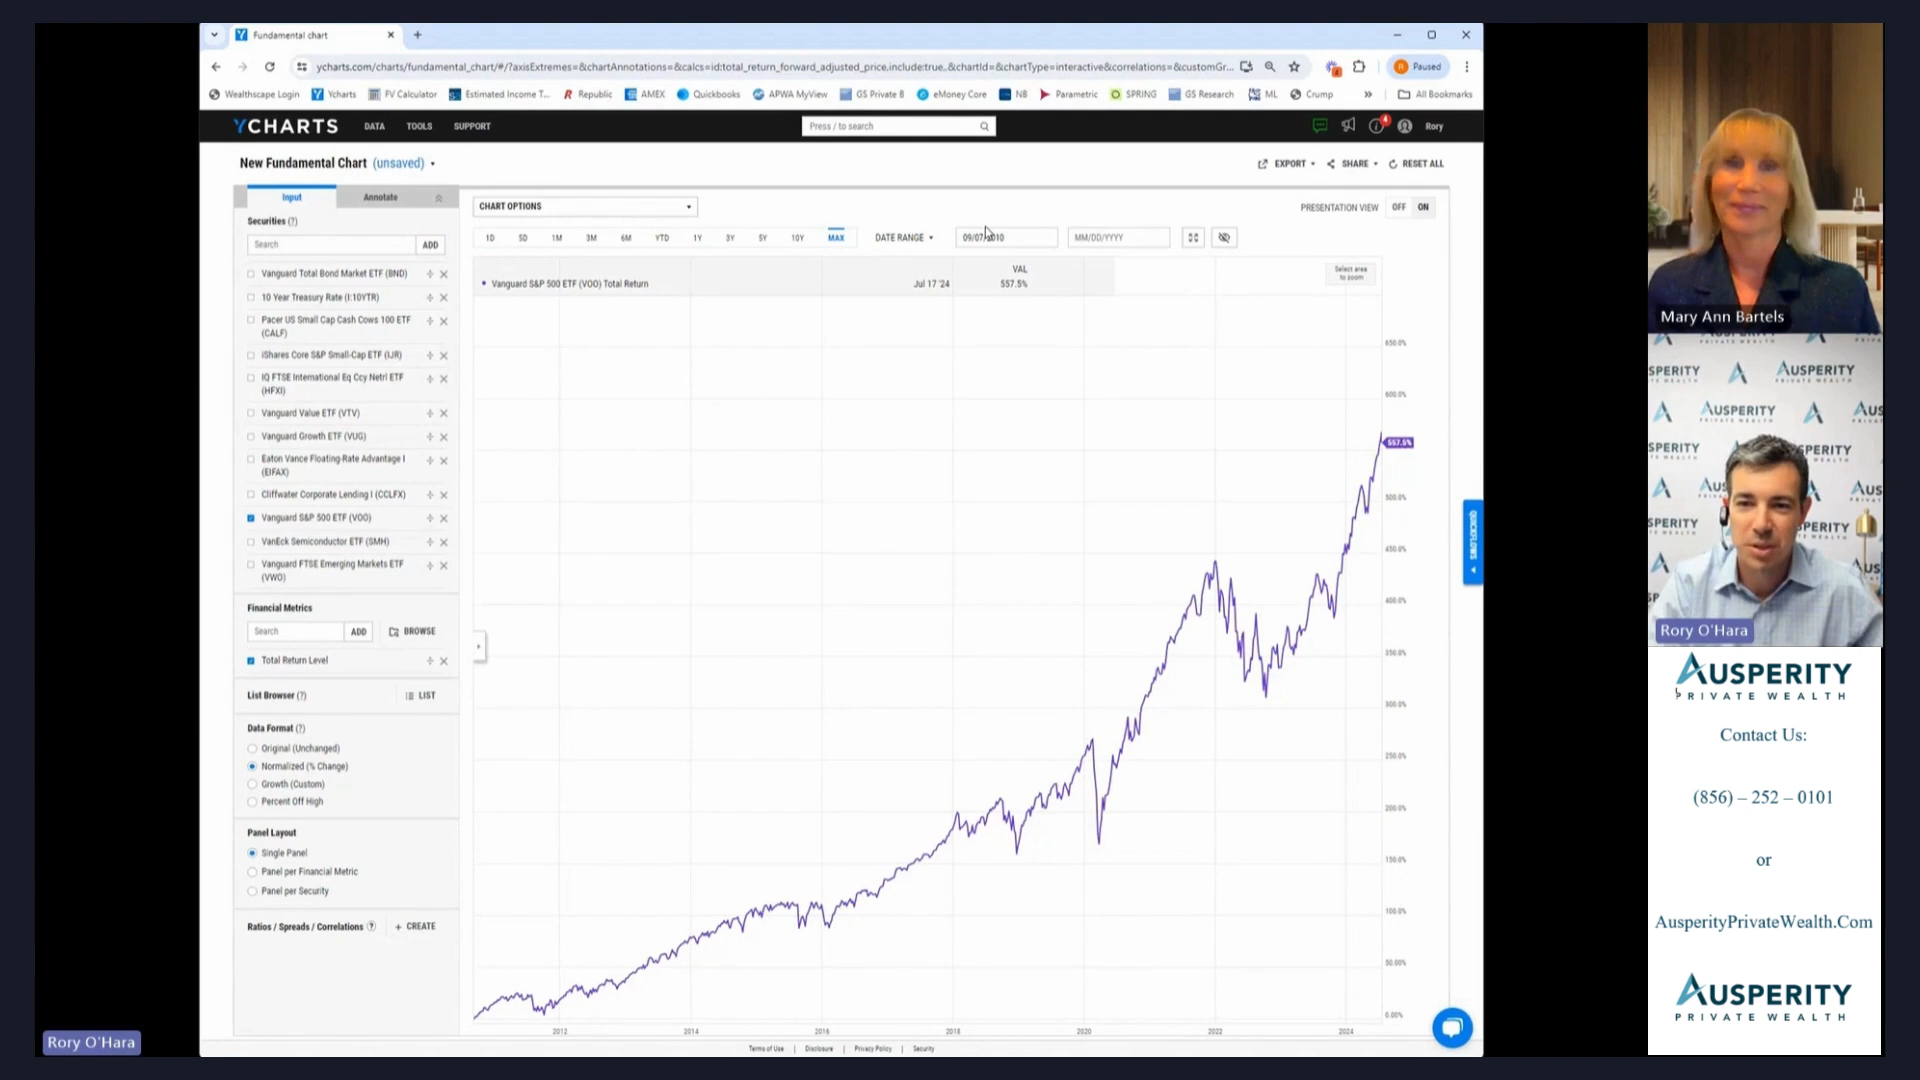 Fundamental chart
ycharts.com/charts/fundamental_chart/#/?axisExtremes=&chartAnnotations=&calcs=id:total_return_forward_adjusted_price,include:true,,&chartId=&chartType=interactive&correlations=&customGr...
Paused
Wealthscape Login
Ycharts
FV Calculator
Estimated Income T...
Republic
AMEX
Quickbooks
APWA MyView
GS Private 8
eMoney Core
NB
Parametric
SPRING
GS Research
ML
Crump
All Bookmarks
YCHARTS
DATA
TOOLS
SUPPORT
Press / to search
4
Rory
New Fundamental Chart (unsaved)
EXPORT
SHARE
RESET ALL
Input
Annotate
Securities (?)
Search
ADD
Vanguard Total Bond Market ETF (BND)
10 Year Treasury Rate (I:10YTR)
Pacer US Small Cap Cash Cows 100 ETF
(CALF)
iShares Core S&P Small-Cap ETF (IJR)
IQ FTSE International Eq Ccy Netrl ETF
(HFXI)
Vanguard Value ETF (VTV)
Vanguard Growth ETF (VUG)
Eaton Vance Floating-Rate Advantage I
(EIFAX)
Cliffwater Corporate Lending I (CCLFX)
Vanguard S&P 500 ETF (VOO)
VanEck Semiconductor ETF (SMH)
Vanguard FTSE Emerging Markets ETF
(VWO)
Financial Metrics
Search
ADD
BROWSE
Total Return Level
List Browser (?)
LIST
Data Format (?)
Original (Unchanged)
Normalized (% Change)
Growth (Custom)
Percent Off High
Panel Layout
Single Panel
Panel per Financial Metric
Panel per Security
Ratios / Spreads / Correlations (?)
+ CREATE
CHART OPTIONS
PRESENTATION VIEW
OFF
ON
1D
5D
1M
3M
6M
YTD
1Y
3Y
5Y
10Y
MAX
DATE RANGE
09/07/2010
MM/DD/YYYY
VAL
Vanguard S&P 500 ETF (VOO) Total Return
Jul 17 '24
557.5%
Select area
to zoom
650.0%
600.0%
557.5%
500.0%
450.0%
400.0%
350.0%
300.0%
250.0%
200.0%
150.0%
100.0%
50.00%
0.00%
2012
2014
2016
2018
2020
2022
2024
QUICKFLOWS
Terms of Use | Disclosure | Privacy Policy | Security
Rory O'Hara
Mary Ann Bartels
AUSPERITY
Rory O'Hara
AUSPERITY
PRIVATE WEALTH
Contact Us:
(856) – 252 – 0101
or
AusperityPrivateWealth.Com
AUSPERITY
PRIVATE WEALTH